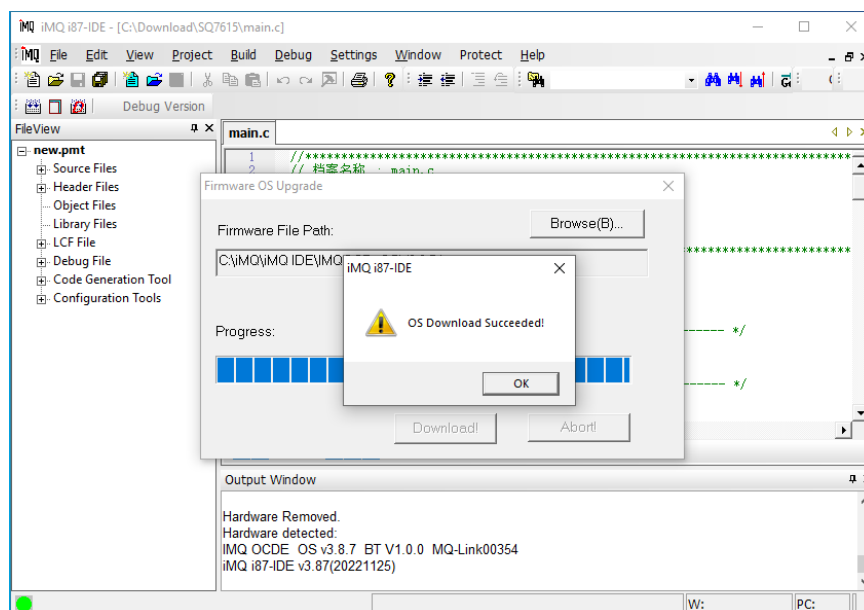 iMQ i87-IDE - [C:\Download\SQ7615\main.c]
File Edit View Project Build Debug Settings Window Protect Help
Debug Version
FileView
main.c
new.pmt
Source Files
Header Files
Object Files
Library Files
LCF File
Debug File
Code Generation Tool
Configuration Tools
1 //******************************************************************************
2 // 档案名称 : main.c
Firmware OS Upgrade
Firmware File Path:
Browse(B)...
C:\iMQ\iMQ IDE\IMQ
Progress:
Download!
Abort!
iMQ i87-IDE
OS Download Succeeded!
OK
------ */
------ */
Output Window
Hardware Removed.
Hardware detected:
IMQ OCDE OS v3.8.7 BT V1.0.0 MQ-Link00354
iMQ i87-IDE v3.87(20221125)
W:
PC: